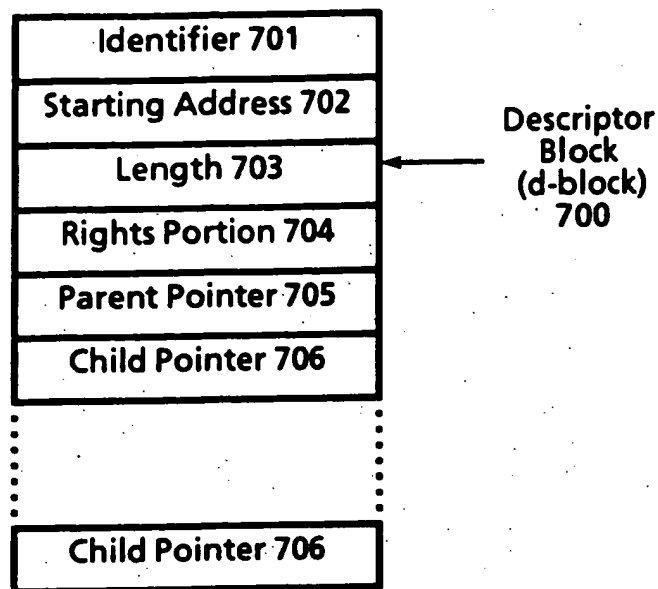 Identifier 701
Starting Address 702
Length 703
Rights Portion 704
Parent Pointer 705
Child Pointer 706
Child Pointer 706
Descriptor
Block
(d-block)
700